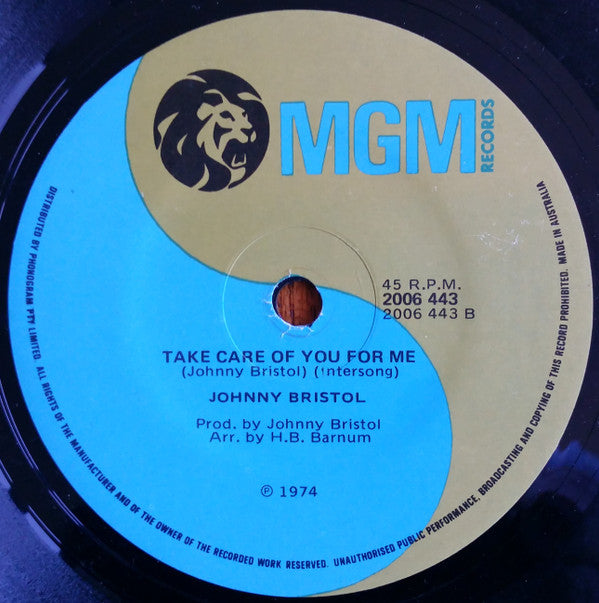 MGM
RECORDS
45 R.P.M.
2006 443
2006 443 B
TAKE CARE OF YOU FOR ME
(Johnny Bristol) (Intersong)
JOHNNY BRISTOL
Prod. by Johnny Bristol
Arr. by H.B. Barnum
℗ 1974
DISTRIBUTED BY PHONOGRAM PTY LIMITED. ALL RIGHTS OF THE MANUFACTURER AND OF THE OWNER OF THE RECORDED WORK RESERVED. UNAUTHORISED PUBLIC PERFORMANCE, BROADCASTING AND COPYING OF THIS RECORD PROHIBITED. MADE IN AUSTRALIA